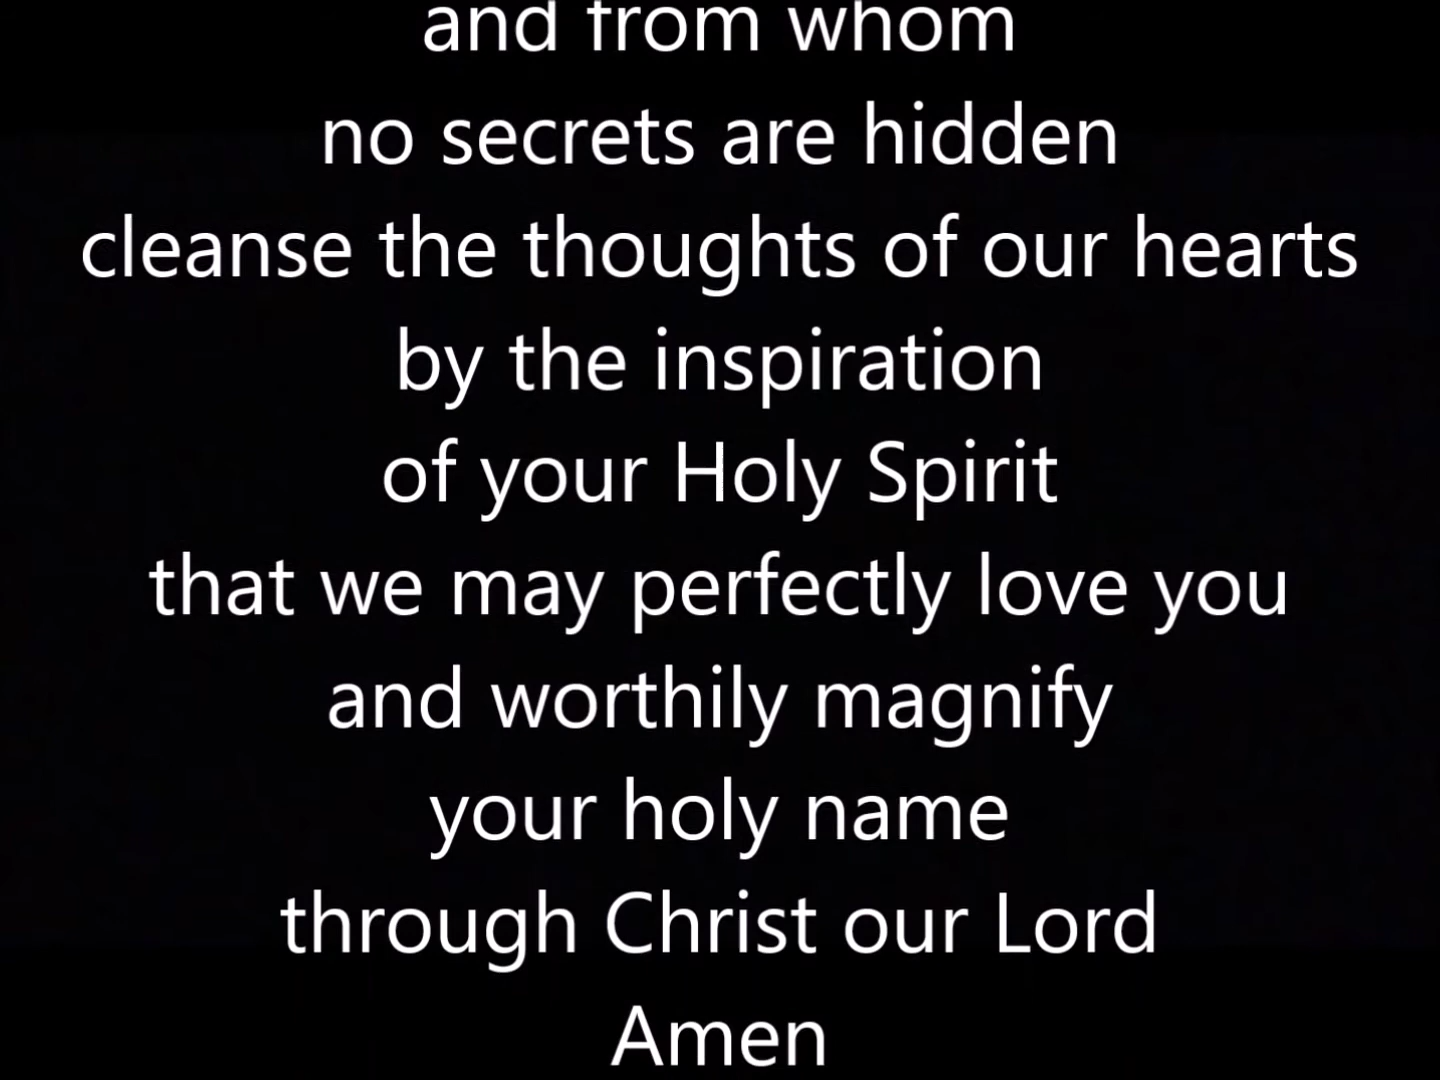 and from whom
no secrets are hidden
cleanse the thoughts of our hearts
by the inspiration
of your Holy Spirit
that we may perfectly love you
and worthily magnify
your holy name
through Christ our Lord
Amen